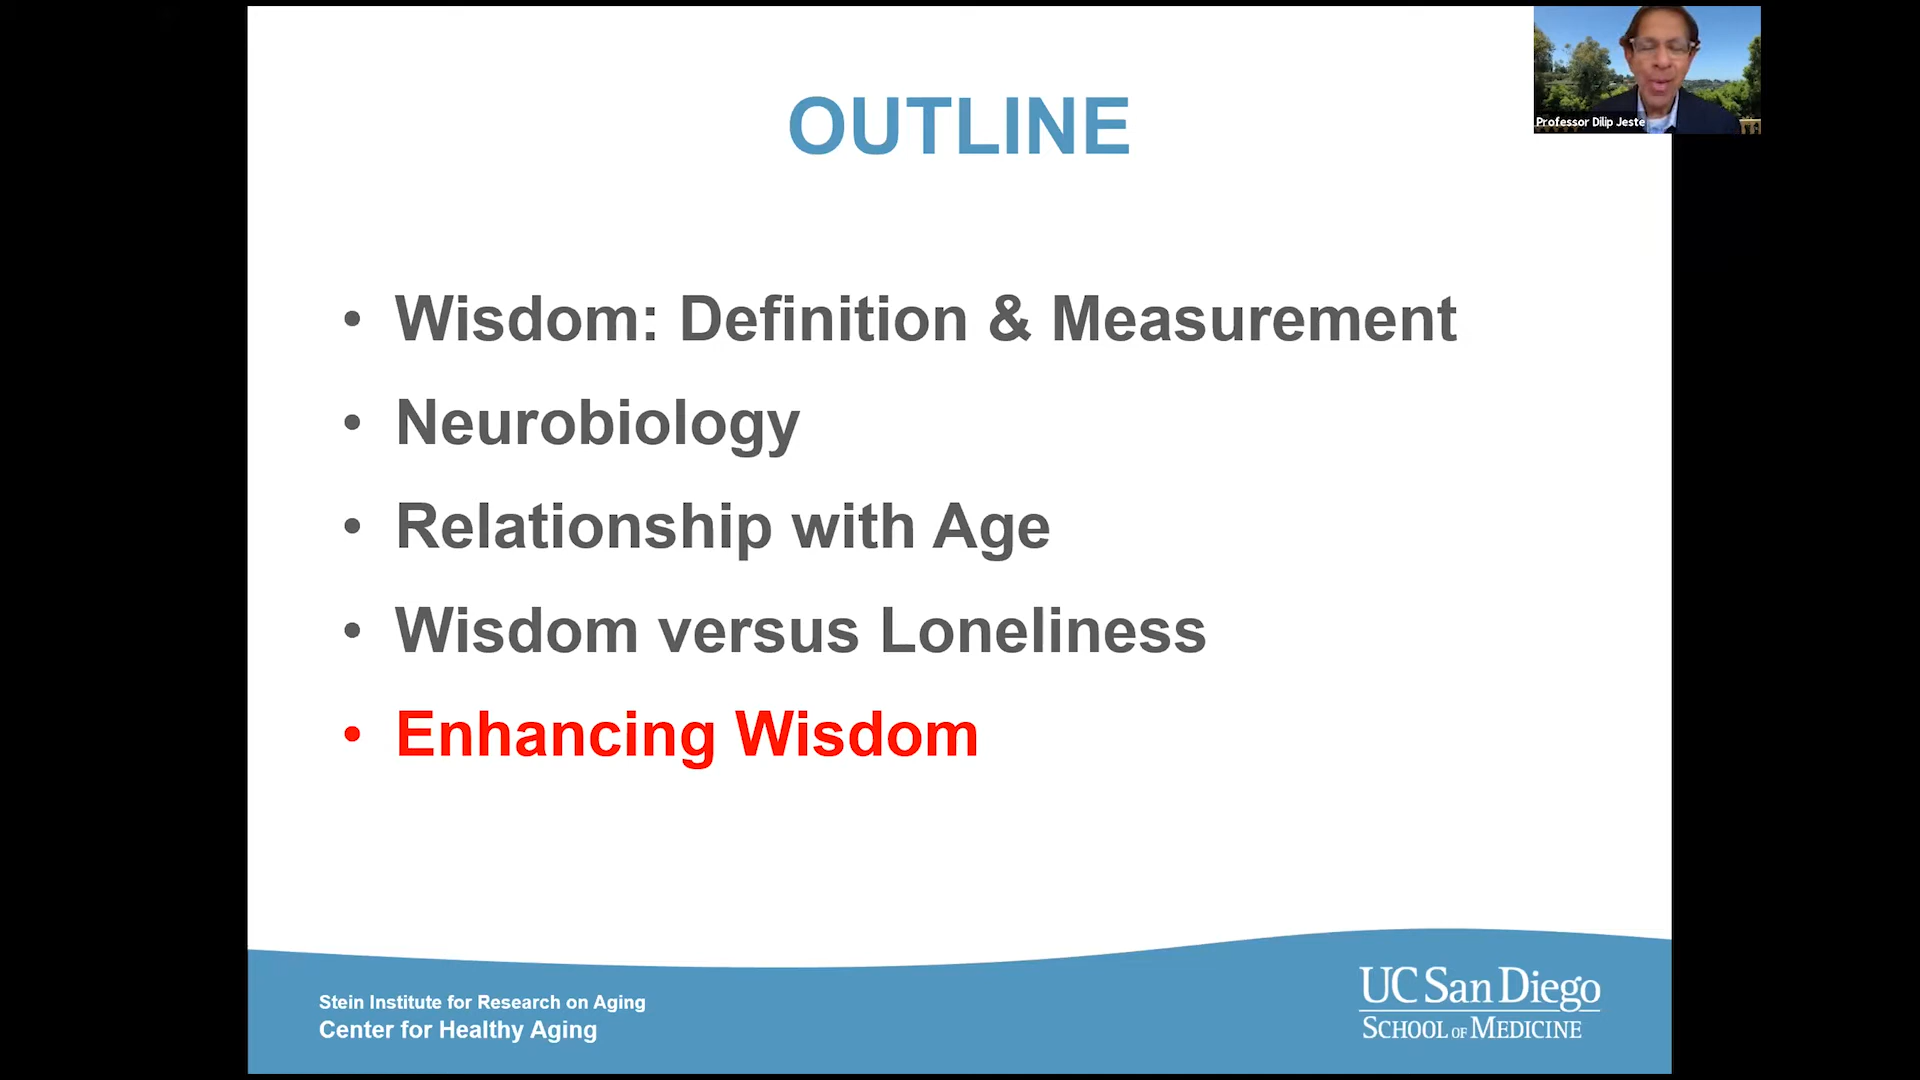 Professor Dilip Jeste
OUTLINE
• Wisdom: Definition & Measurement
• Neurobiology
• Relationship with Age
• Wisdom versus Loneliness
• Enhancing Wisdom
Stein Institute for Research on Aging
Center for Healthy Aging
UC San Diego
SCHOOL OF MEDICINE